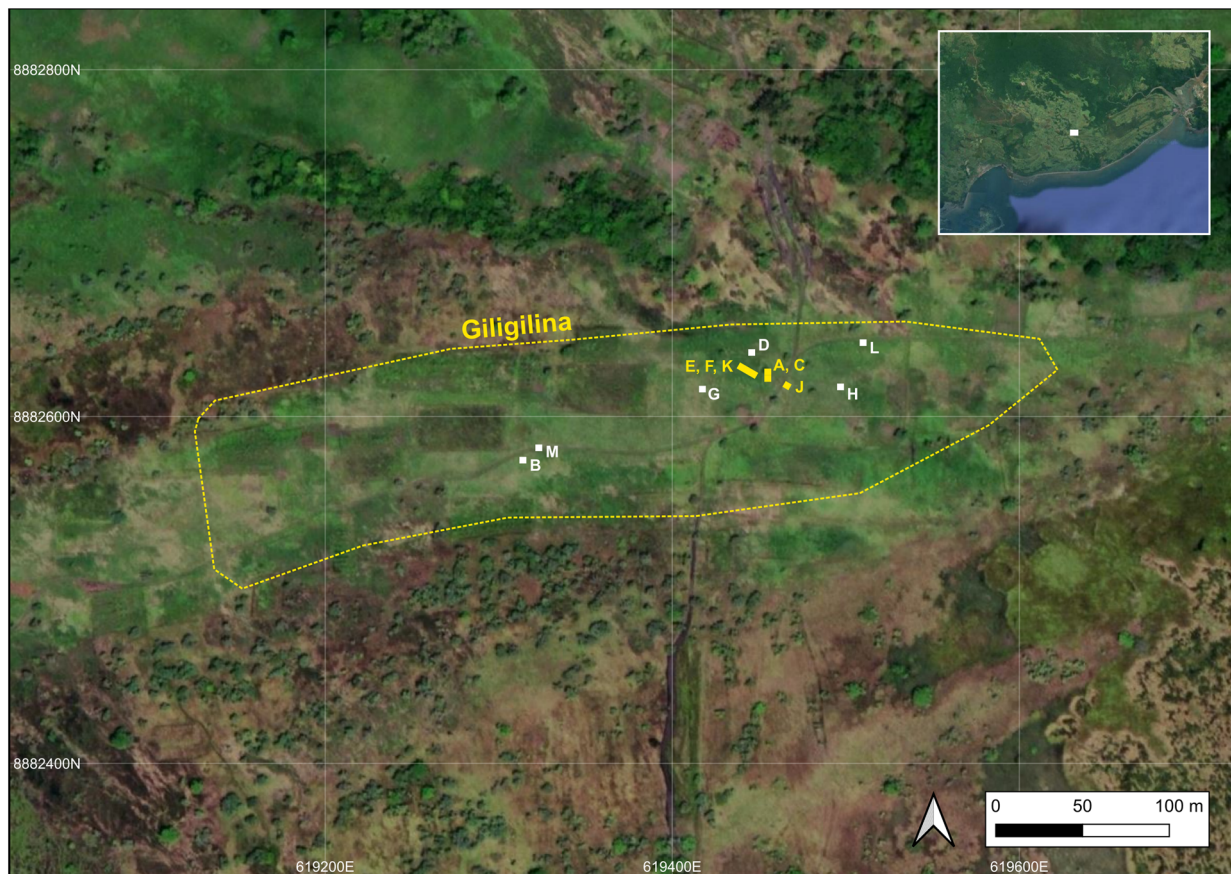 8882800N
Giligilina
D
L
E, F, K
A, C
J
G
H
8882600N
M
B
8882400N
0 50 100 m
619200E
619400E
619600E